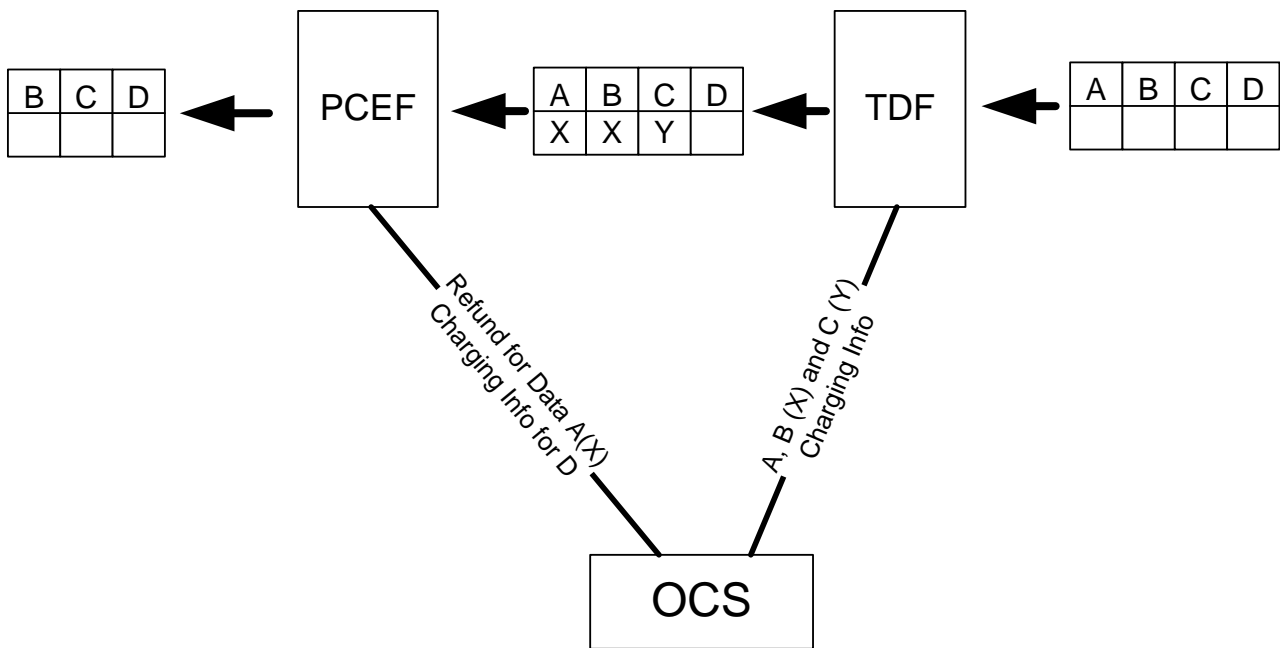 B C D
PCEF
A B C D
X X Y
TDF
A B C D
Refund for Data A(X)
Charging Info for D
A, B (X) and C (Y)
Charging Info
OCS